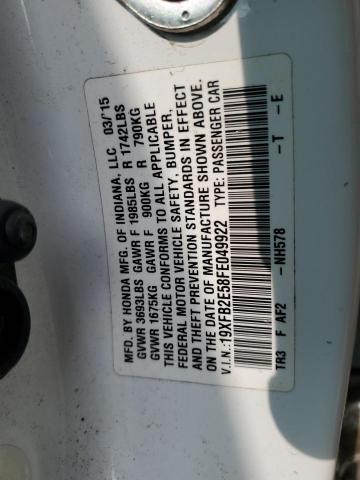 MFD. BY HONDA MFG. OF INDIANA, LLC 03/'15
GVWR 3693LBS GAWR F 1985LBS R 1742LBS
GVWR 1675KG GAWR F 900KG R 790KG
THIS VEHICLE CONFORMS TO ALL APPLICABLE
FEDERAL MOTOR VEHICLE SAFETY, BUMPER,
AND THEFT PREVENTION STANDARDS IN EFFECT
ON THE DATE OF MANUFACTURE SHOWN ABOVE.
V.I.N.:19XFB2E58FE049922 TYPE: PASSENGER CAR
TR3 F AF2 -NH578 -T -E